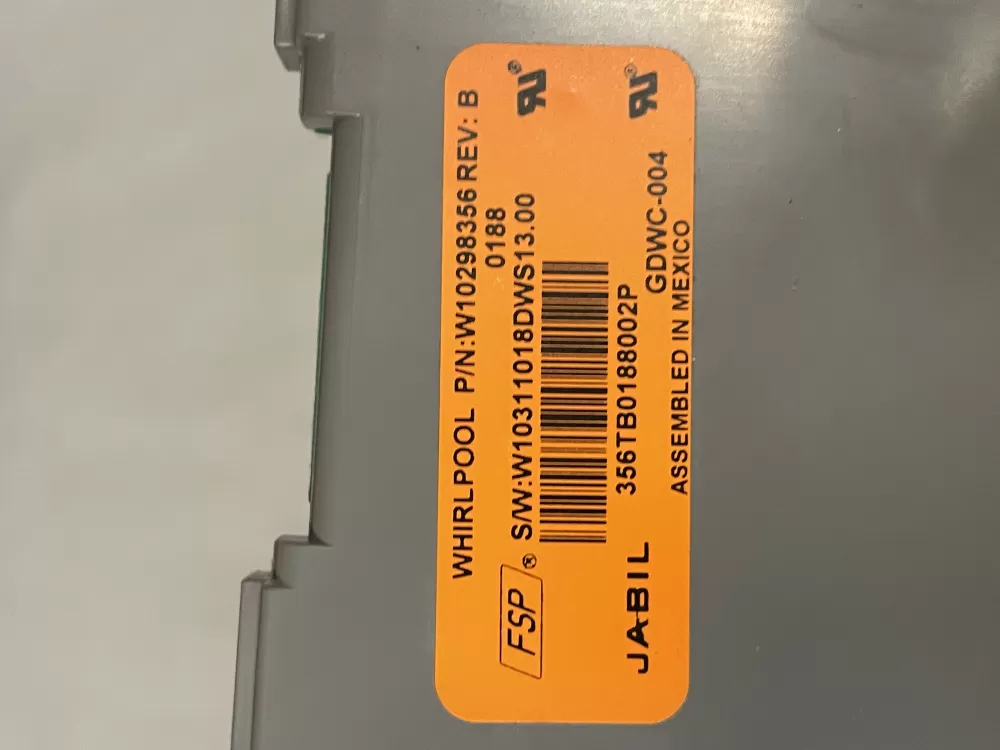 WHIRLPOOL P/N:W10298356 REV: B
0188
FSP® S/W:W10311018DWS13.00
356TB0188002P
JABIL GDWC-004
ASSEMBLED IN MEXICO